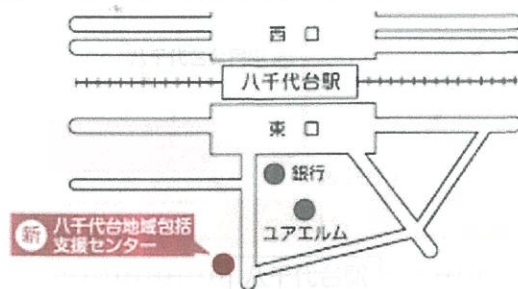 西口
八千代台駅
東口
銀行
ユアエルム
新
八千代台地域包括
支援センター